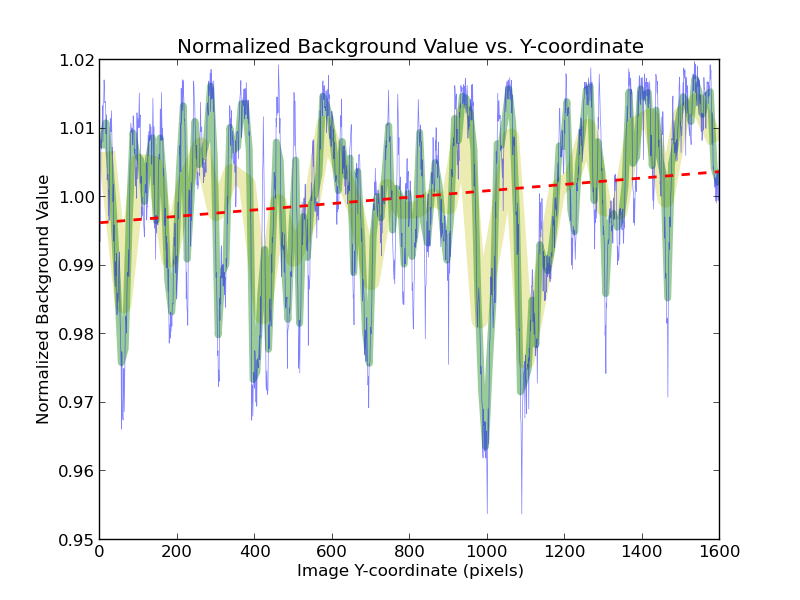 Normalized Background Value vs. Y-coordinate
1.02
1.01
1.00
0.99
0.98
0.97
0.96
0.95
Normalized Background Value
0 200 400 600 800 1000 1200 1400 1600
Image Y-coordinate (pixels)